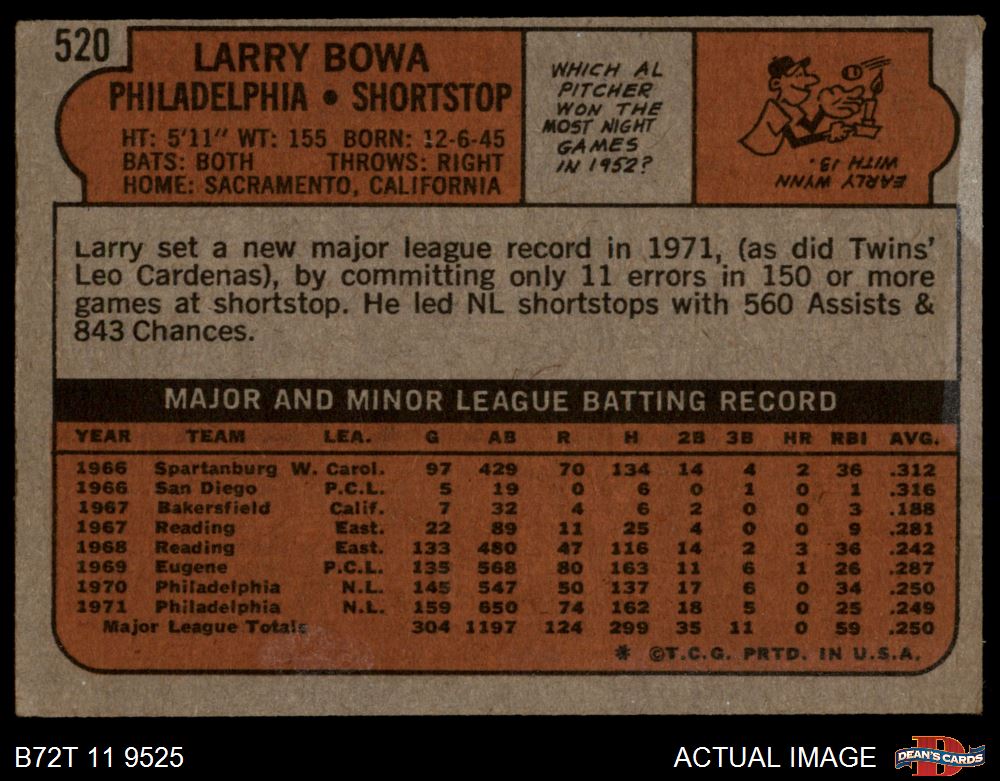 520
LARRY BOWA
PHILADELPHIA • SHORTSTOP
HT: 5'11" WT: 155 BORN: 12-6-45
BATS: BOTH THROWS: RIGHT
HOME: SACRAMENTO, CALIFORNIA
WHICH AL
PITCHER
WON THE
MOST NIGHT
GAMES
IN 1952?
EARLY WYNN
WITH 13.
Larry set a new major league record in 1971, (as did Twins'
Leo Cardenas), by committing only 11 errors in 150 or more
games at shortstop. He led NL shortstops with 560 Assists &
843 Chances.
MAJOR AND MINOR LEAGUE BATTING RECORD
YEAR TEAM LEA. G AB R H 2B 3B HR RBI AVG.
1966 Spartanburg W. Carol. 97 429 70 134 14 4 2 36 .312
1966 San Diego P.C.L. 5 19 0 6 0 1 0 1 .316
1967 Bakersfield Calif. 7 32 4 6 2 0 0 3 .188
1967 Reading East. 22 89 11 25 4 0 0 9 .281
1968 Reading East. 133 480 47 116 14 2 3 36 .242
1969 Eugene P.C.L. 135 568 80 163 11 6 1 26 .287
1970 Philadelphia N.L. 145 547 50 137 17 6 0 34 .250
1971 Philadelphia N.L. 159 650 74 162 18 5 0 25 .249
Major League Totals 304 1197 124 299 35 11 0 59 .250
* ©T.C.G. PRTD. IN U.S.A.
B72T 11 9525
ACTUAL IMAGE
D
DEAN'S CARDS